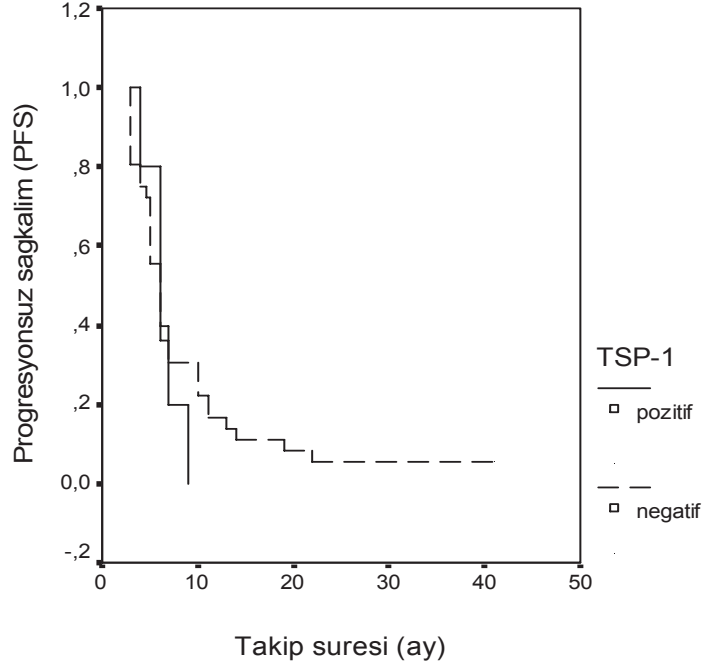 1,2
1,0
,8
,6
,4
,2
0,0
-,2
Progresyonsuz sagkalim (PFS)
0 10 20 30 40 50
Takip suresi (ay)
TSP-1
pozitif
negatif